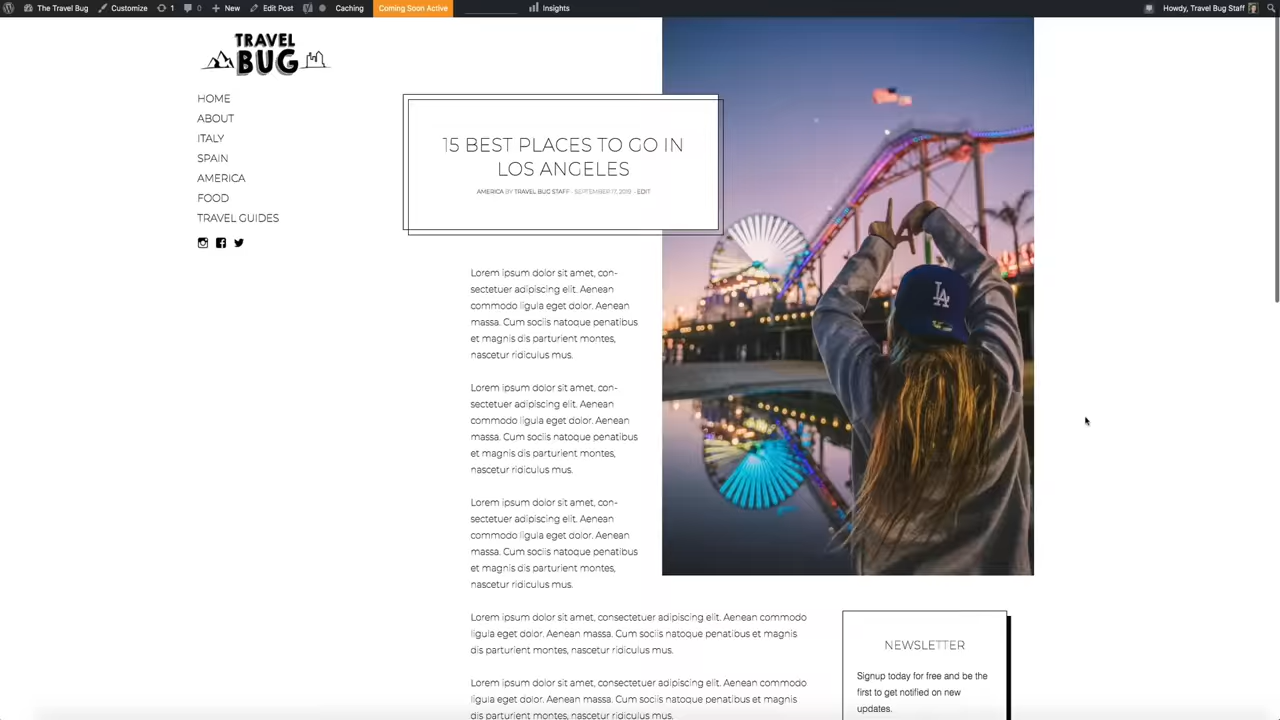 The Travel Bug
Customize
1
0
New
Edit Post
Caching
Coming Soon Active
Insights
Howdy, Travel Bug Staff
TRAVEL
BUG
HOME
ABOUT
ITALY
SPAIN
AMERICA
FOOD
TRAVEL GUIDES
15 BEST PLACES TO GO IN
LOS ANGELES
AMERICA BY TRAVEL BUG STAFF - SEPTEMBER 17, 2019 - EDIT
LA
Lorem ipsum dolor sit amet, con-
sectetuer adipiscing elit. Aenean
commodo ligula eget dolor. Aenean
massa. Cum sociis natoque penatibus
et magnis dis parturient montes,
nascetur ridiculus mus.
Lorem ipsum dolor sit amet, con-
sectetuer adipiscing elit. Aenean
commodo ligula eget dolor. Aenean
massa. Cum sociis natoque penatibus
et magnis dis parturient montes,
nascetur ridiculus mus.
Lorem ipsum dolor sit amet, con-
sectetuer adipiscing elit. Aenean
commodo ligula eget dolor. Aenean
massa. Cum sociis natoque penatibus
et magnis dis parturient montes,
nascetur ridiculus mus.
Lorem ipsum dolor sit amet, consectetuer adipiscing elit. Aenean commodo
ligula eget dolor. Aenean massa. Cum sociis natoque penatibus et magnis
dis parturient montes, nascetur ridiculus mus.
Lorem ipsum dolor sit amet, consectetuer adipiscing elit. Aenean commodo
ligula eget dolor. Aenean massa. Cum sociis natoque penatibus et magnis
dis parturient montes, nascetur ridiculus mus.
NEWSLETTER
Signup today for free and be the
first to get notified on new
updates.